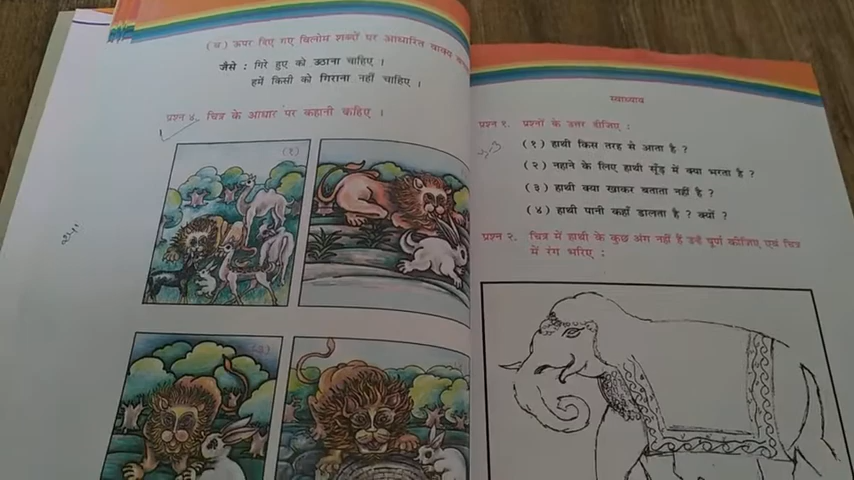 (ब) ऊपर दिए गए विलोम शब्दों पर आधारित वाक्य
जैसे : गिरे हुए को उठाना चाहिए ।
हमें किसी को गिराना नहीं चाहिए ।
प्रश्न ४. चित्र के आधार पर कहानी कहिए ।
(१)
स्वाध्याय
प्रश्न १. प्रश्नों के उत्तर दीजिए :
(१) हाथी किस तरह से आता है ?
(२) नहाने के लिए हाथी सूँड़ में क्या भरता है ?
(३) हाथी क्या खाकर बताता नहीं है ?
(४) हाथी पानी कहाँ डालता है ? क्यों ?
प्रश्न २. चित्र में हाथी के कुछ अंग नहीं हैं उन्हें पूर्ण कीजिए एवं चित्र
में रंग भरिए :